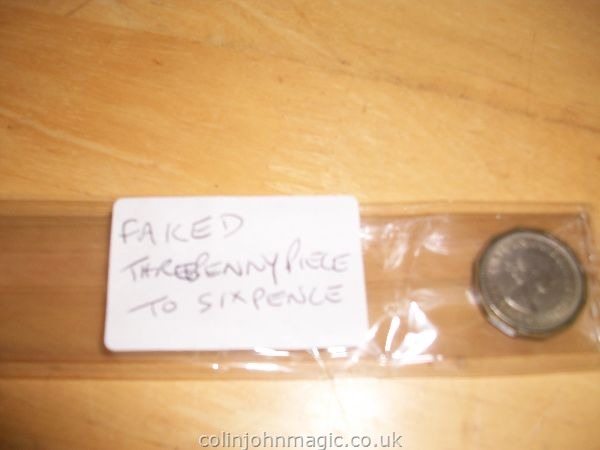 FAKED
THREEPENNY PIECE
TO SIXPENCE
colinjohnmagic.co.uk